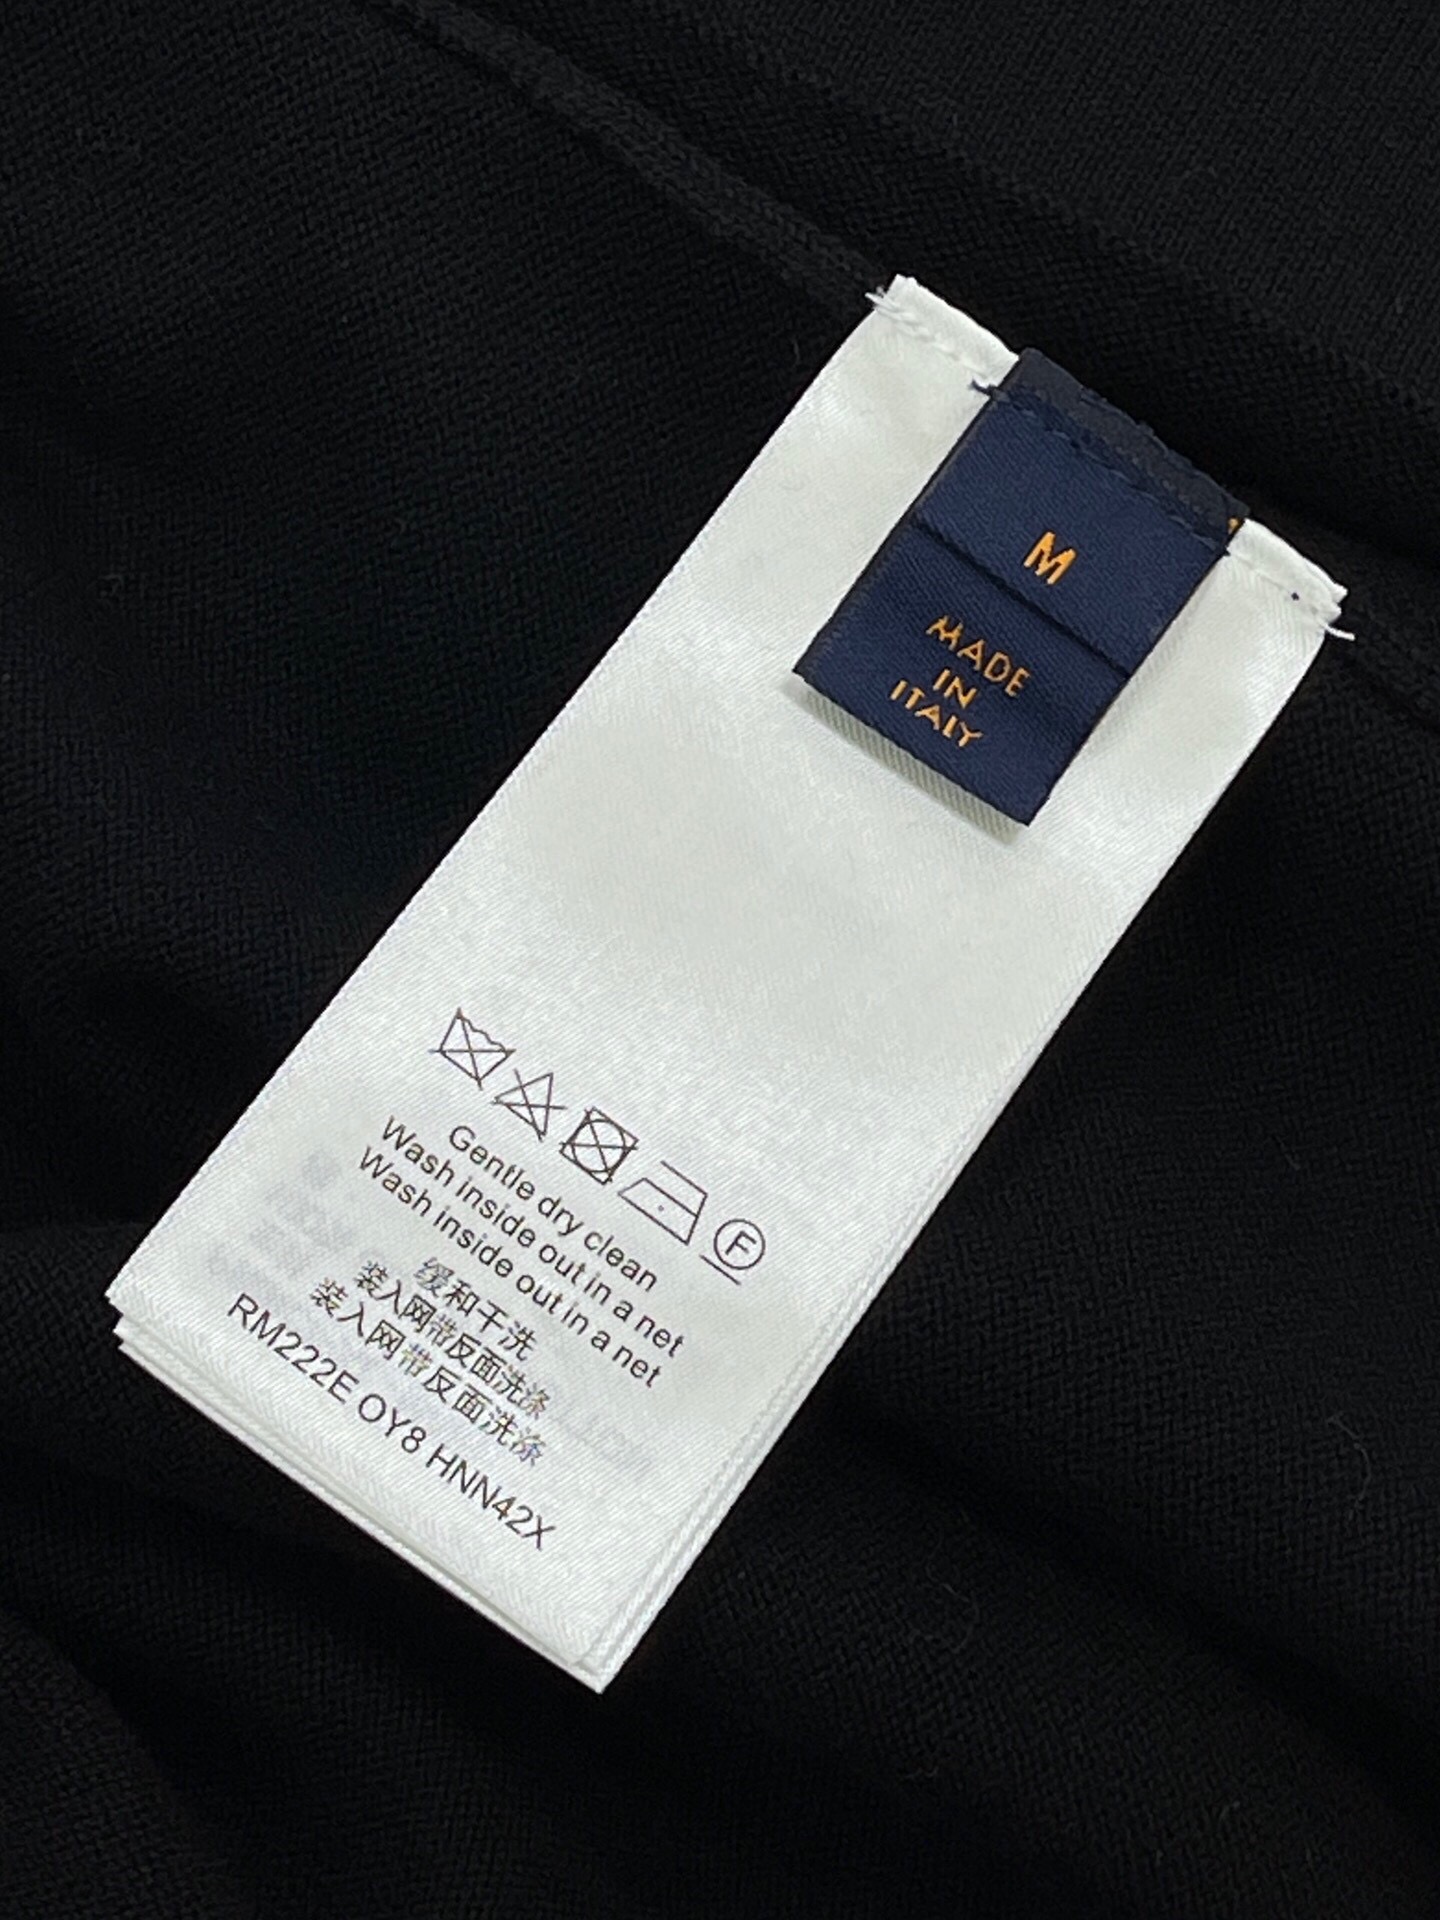 M
MADE
IN
ITALY
F
Gentle dry clean
Wash inside out in a net
Wash inside out in a net
缓和干洗
装入网带反面洗涤
装入网带反面洗涤
RM222E OY8 HNN42X